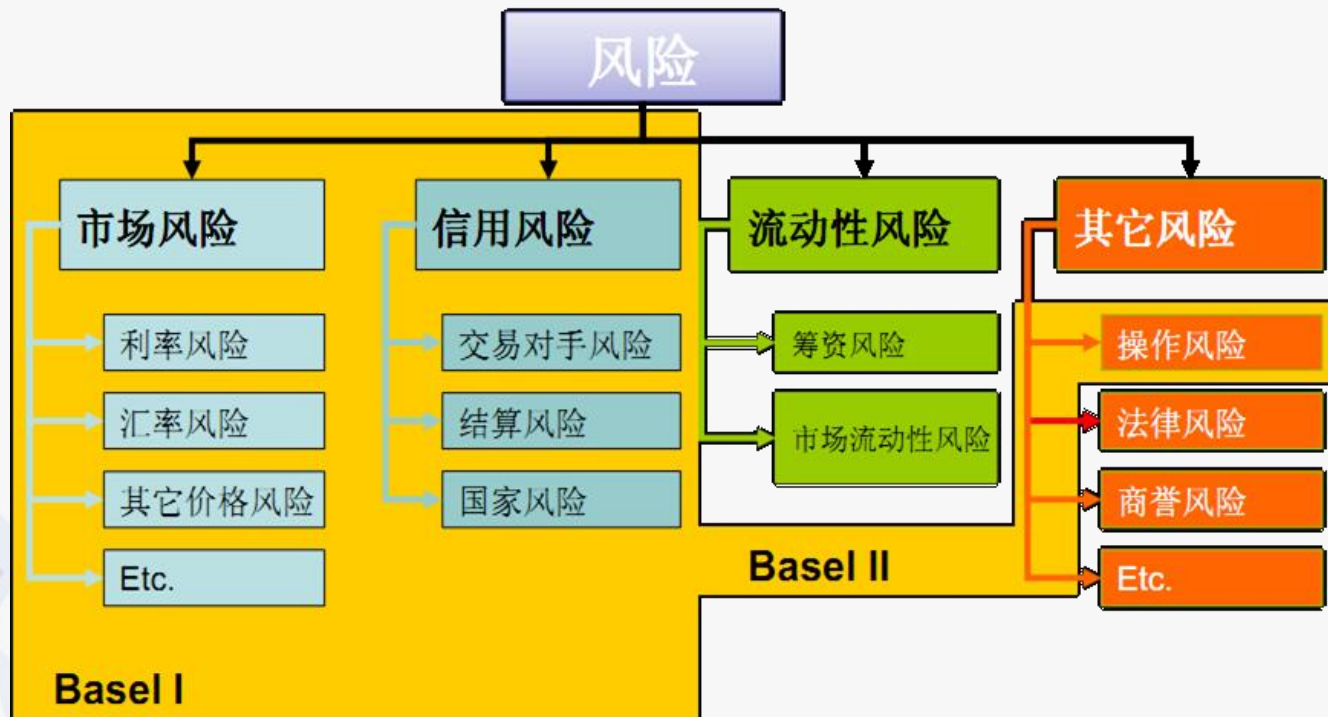 风险
市场风险
利率风险
汇率风险
其它价格风险
Etc.
信用风险
交易对手风险
结算风险
国家风险
流动性风险
筹资风险
市场流动性风险
其它风险
操作风险
法律风险
商誉风险
Etc.
Basel II
Basel I